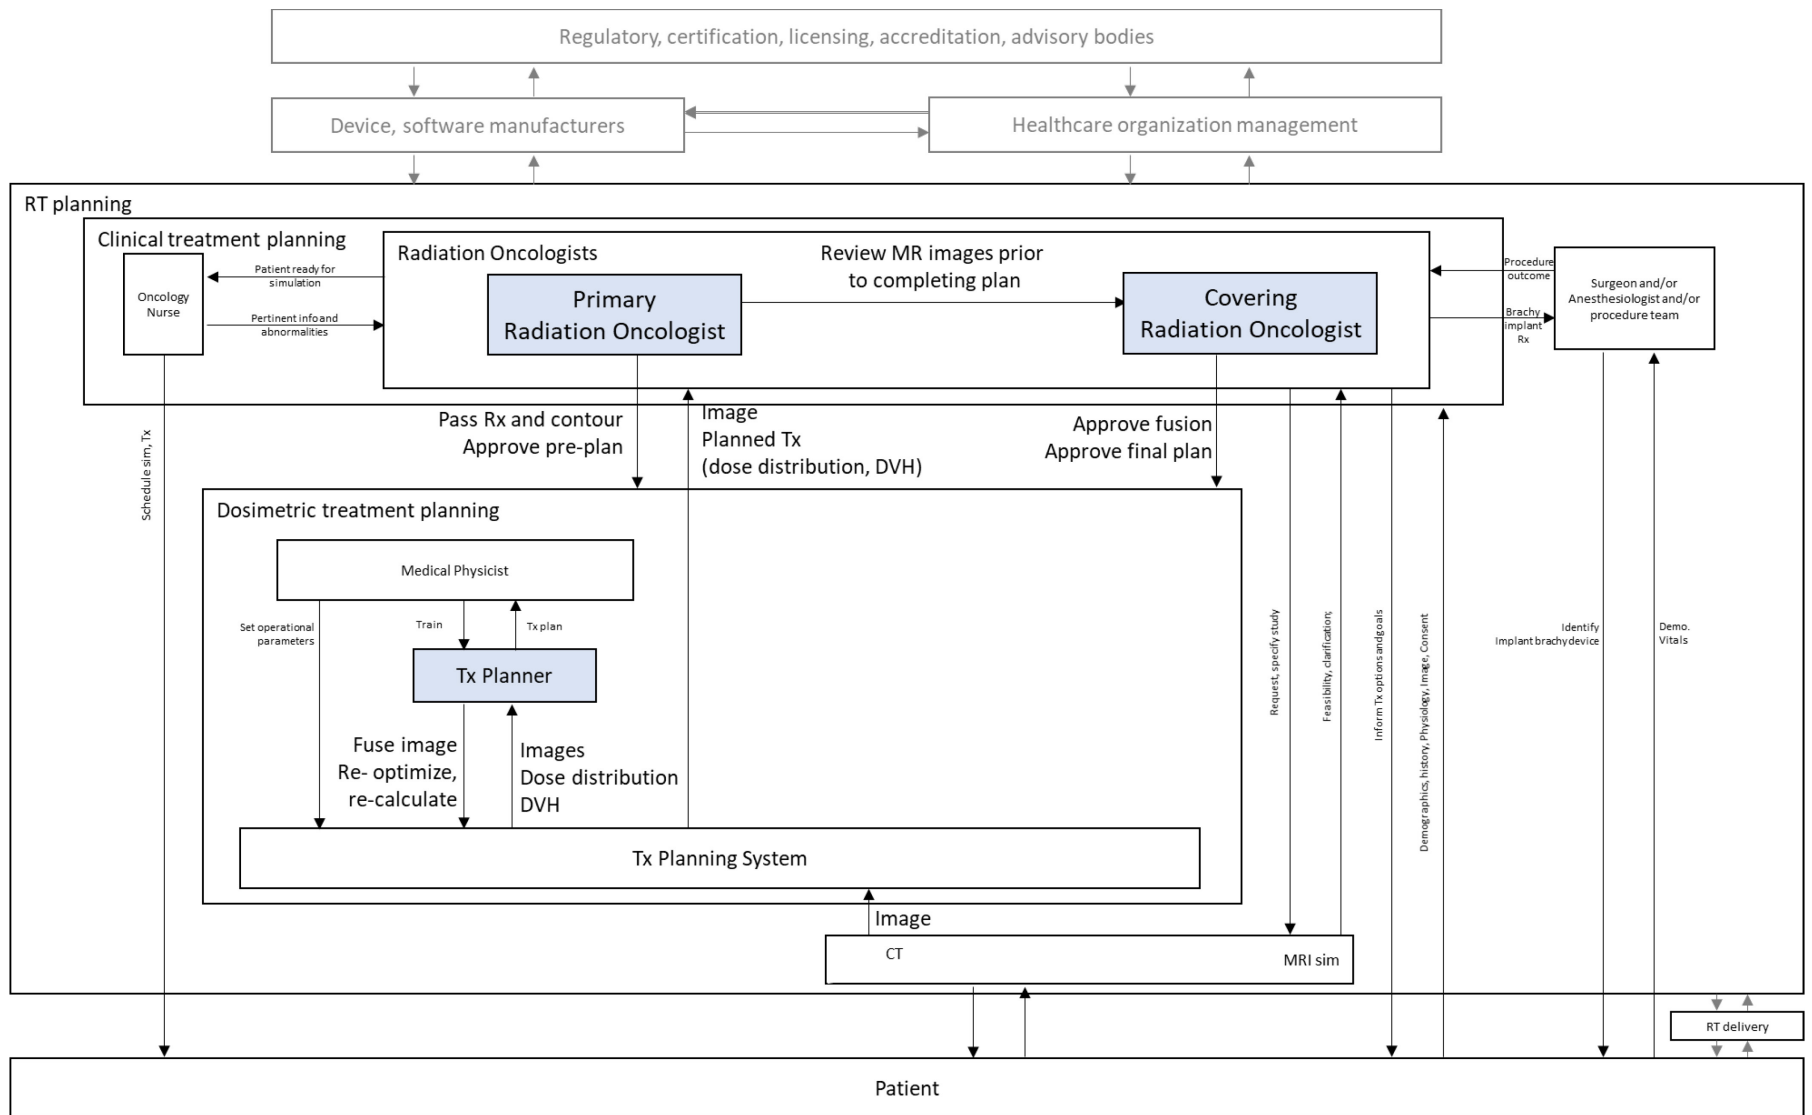 Regulatory, certification, licensing, accreditation, advisory bodies
Device, software manufacturers
Healthcare organization management
RT planning
Clinical treatment planning
Oncology
Nurse
Patient ready for
simulation
Pertinent info and
abnormalities
Radiation Oncologists
Primary
Radiation Oncologist
Review MR images prior
to completing plan
Covering
Radiation Oncologist
Procedure
outcome
Brachy
implant
Rx
Surgeon and/or
Anesthesiologist and/or
procedure team
Schedule sim, Tx
Pass Rx and contour
Approve pre-plan
Image
Planned Tx
(dose distribution, DVH)
Approve fusion
Approve final plan
Dosimetric treatment planning
Medical Physicist
Set operational
parameters
Train
Tx plan
Tx Planner
Fuse image
Re- optimize,
re-calculate
Images
Dose distribution
DVH
Tx Planning System
Image
CT
MRI sim
Request, specify study
Feasibility, clarification;
Inform Tx options and goals
Demographics, history, Physiology, Image, Consent
Identify
Implant brachy device
Demo.
Vitals
RT delivery
Patient